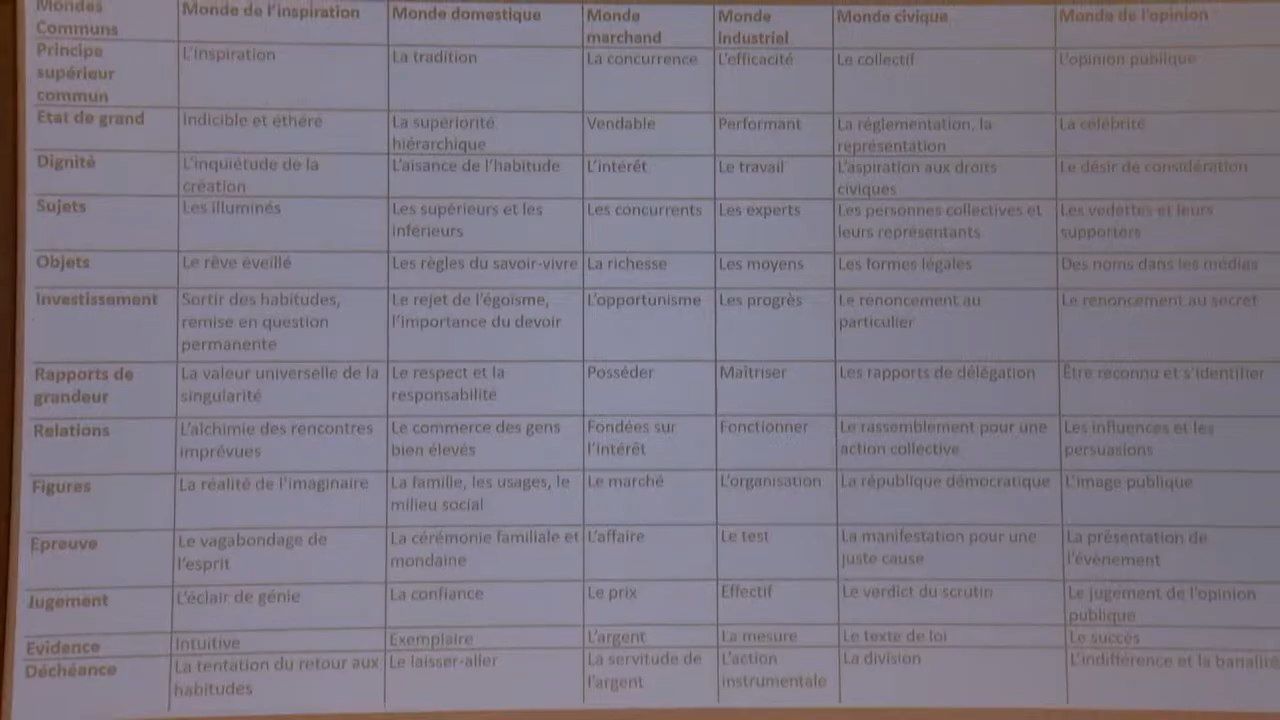 Mondes Communs | Monde de l'inspiration | Monde domestique | Monde marchand | Monde industriel | Monde civique | Monde de l'opinion
Principe supérieur commun | L'inspiration | La tradition | La concurrence | L'efficacité | Le collectif | L'opinion publique
Etat de grand | Indicible et éthéré | La supériorité hiérarchique | Vendable | Performant | La réglementation, la représentation | La célébrité
Dignité | L'inquiétude de la création | L'aisance de l'habitude | L'intérêt | Le travail | L'aspiration aux droits civiques | Le désir de considération
Sujets | Les illuminés | Les supérieurs et les inférieurs | Les concurrents | Les experts | Les personnes collectives et leurs représentants | Les vedettes et leurs supporters
Objets | Le rêve éveillé | Les règles du savoir-vivre | La richesse | Les moyens | Les formes légales | Des noms dans les médias
Investissement | Sortir des habitudes, remise en question permanente | Le rejet de l'égoïsme, l'importance du devoir | L'opportunisme | Les progrès | Le renoncement au particulier | Le renoncement au secret
Rapports de grandeur | La valeur universelle de la singularité | Le respect et la responsabilité | Posséder | Maîtriser | Les rapports de délégation | Être reconnu et s'identifier
Relations | L'alchimie des rencontres imprévues | Le commerce des gens bien élevés | Fondées sur l'intérêt | Fonctionner | Le rassemblement pour une action collective | Les influences et les persuasions
Figures | La réalité de l'imaginaire | La famille, les usages, le milieu social | Le marché | L'organisation | La république démocratique | L'image publique
Epreuve | Le vagabondage de l'esprit | La cérémonie familiale et mondaine | L'affaire | Le test | La manifestation pour une juste cause | La présentation de l'évènement
Jugement | L'éclair de génie | La confiance | Le prix | Effectif | Le verdict du scrutin | Le jugement de l'opinion publique
Evidence | Intuitive | Exemplaire | L'argent | La mesure | Le texte de loi | Le succès
Déchéance | La tentation du retour aux habitudes | Le laisser-aller | La servitude de l'argent | L'action instrumentale | La division | L'indifférence et la banalité